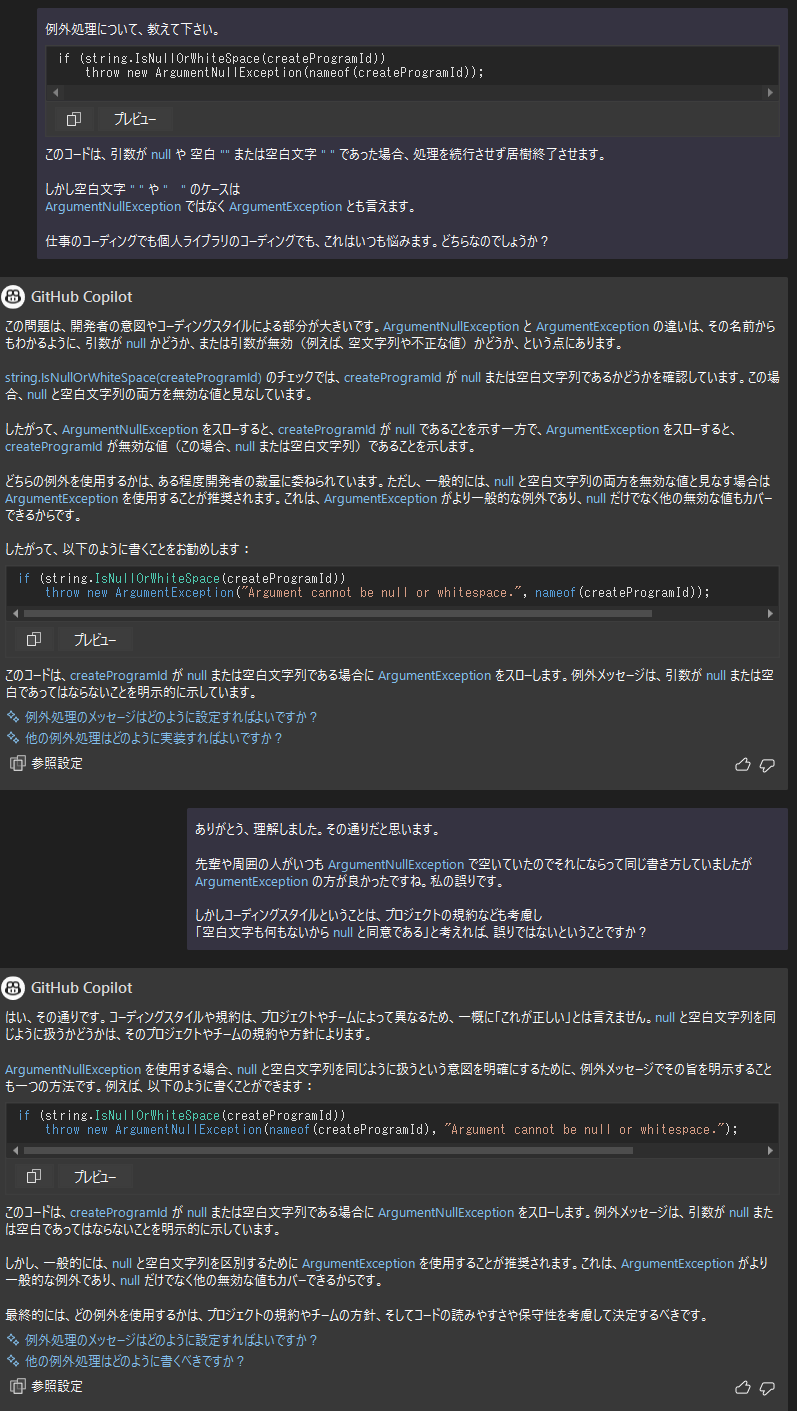 例外処理について、教えて下さい。
if (string.IsNullOrWhiteSpace(createProgramId))
throw new ArgumentNullException(nameof(createProgramId));
プレビュー
このコードは、引数が null や 空白 "" または空白文字 " " であった場合、処理を続行させず居樹終了させます。
しかし空白文字 " " や "　" のケースは
ArgumentNullException ではなく ArgumentException とも言えます。
仕事のコーディングでも個人ライブラリのコーディングでも、これはいつも悩みます。どちらなのでしょうか？
GitHub Copilot
この問題は、開発者の意図やコーディングスタイルによる部分が大きいです。ArgumentNullException と ArgumentException の違いは、その名前から
もわかるように、引数が null かどうか、または引数が無効（例えば、空文字列や不正な値）かどうか、という点にあります。
string.IsNullOrWhiteSpace(createProgramId) のチェックでは、createProgramId が null または空白文字列であるかどうかを確認しています。この場
合、null と空白文字列の両方を無効な値と見なしています。
したがって、ArgumentNullException をスローすると、createProgramId が null であることを示す一方で、ArgumentException をスローすると、
createProgramId が無効な値（この場合、null または空白文字列）であることを示します。
どちらの例外を使用するかは、ある程度開発者の裁量に委ねられています。ただし、一般的には、null と空白文字列の両方を無効な値と見なす場合は
ArgumentException を使用することが推奨されます。これは、ArgumentException がより一般的な例外であり、null だけでなく他の無効な値もカバー
できるからです。
したがって、以下のように書くことをお勧めします：
if (string.IsNullOrWhiteSpace(createProgramId))
throw new ArgumentException("Argument cannot be null or whitespace.", nameof(createProgramId));
プレビュー
このコードは、createProgramId が null または空白文字列である場合に ArgumentException をスローします。例外メッセージは、引数が null または空
白であってはならないことを明示的に示しています。
例外処理のメッセージはどのように設定すればよいですか？
他の例外処理はどのように実装すればよいですか？
参照設定
ありがとう、理解しました。その通りだと思います。
先輩や周囲の人がいつも ArgumentNullException で空いていたのでそれにならって同じ書き方していましたが
ArgumentException の方が良かったですね。私の誤りです。
しかしコーディングスタイルということは、プロジェクトの規約なども考慮し
「空白文字も何もないから null と同意である」と考えれば、誤りではないということですか？
GitHub Copilot
はい、その通りです。コーディングスタイルや規約は、プロジェクトやチームによって異なるため、一概に「これが正しい」とは言えません。null と空白文字列を同
じように扱うかどうかは、そのプロジェクトやチームの規約や方針によります。
ArgumentNullException を使用する場合、null と空白文字列を同じように扱うという意図を明確にするために、例外メッセージでその旨を明示すること
も一つの方法です。例えば、以下のように書くことができます：
if (string.IsNullOrWhiteSpace(createProgramId))
throw new ArgumentNullException(nameof(createProgramId), "Argument cannot be null or whitespace.");
プレビュー
このコードは、createProgramId が null または空白文字列である場合に ArgumentNullException をスローします。例外メッセージは、引数が null また
は空白であってはならないことを明示的に示しています。
しかし、一般的には、null と空白文字列を区別するために ArgumentException を使用することが推奨されます。これは、ArgumentException がより
一般的な例外であり、null だけでなく他の無効な値もカバーできるからです。
最終的には、どの例外を使用するかは、プロジェクトの規約やチームの方針、そしてコードの読みやすさや保守性を考慮して決定するべきです。
例外処理のメッセージはどのように設定すればよいですか？
他の例外処理はどのように書くべきですか？
参照設定